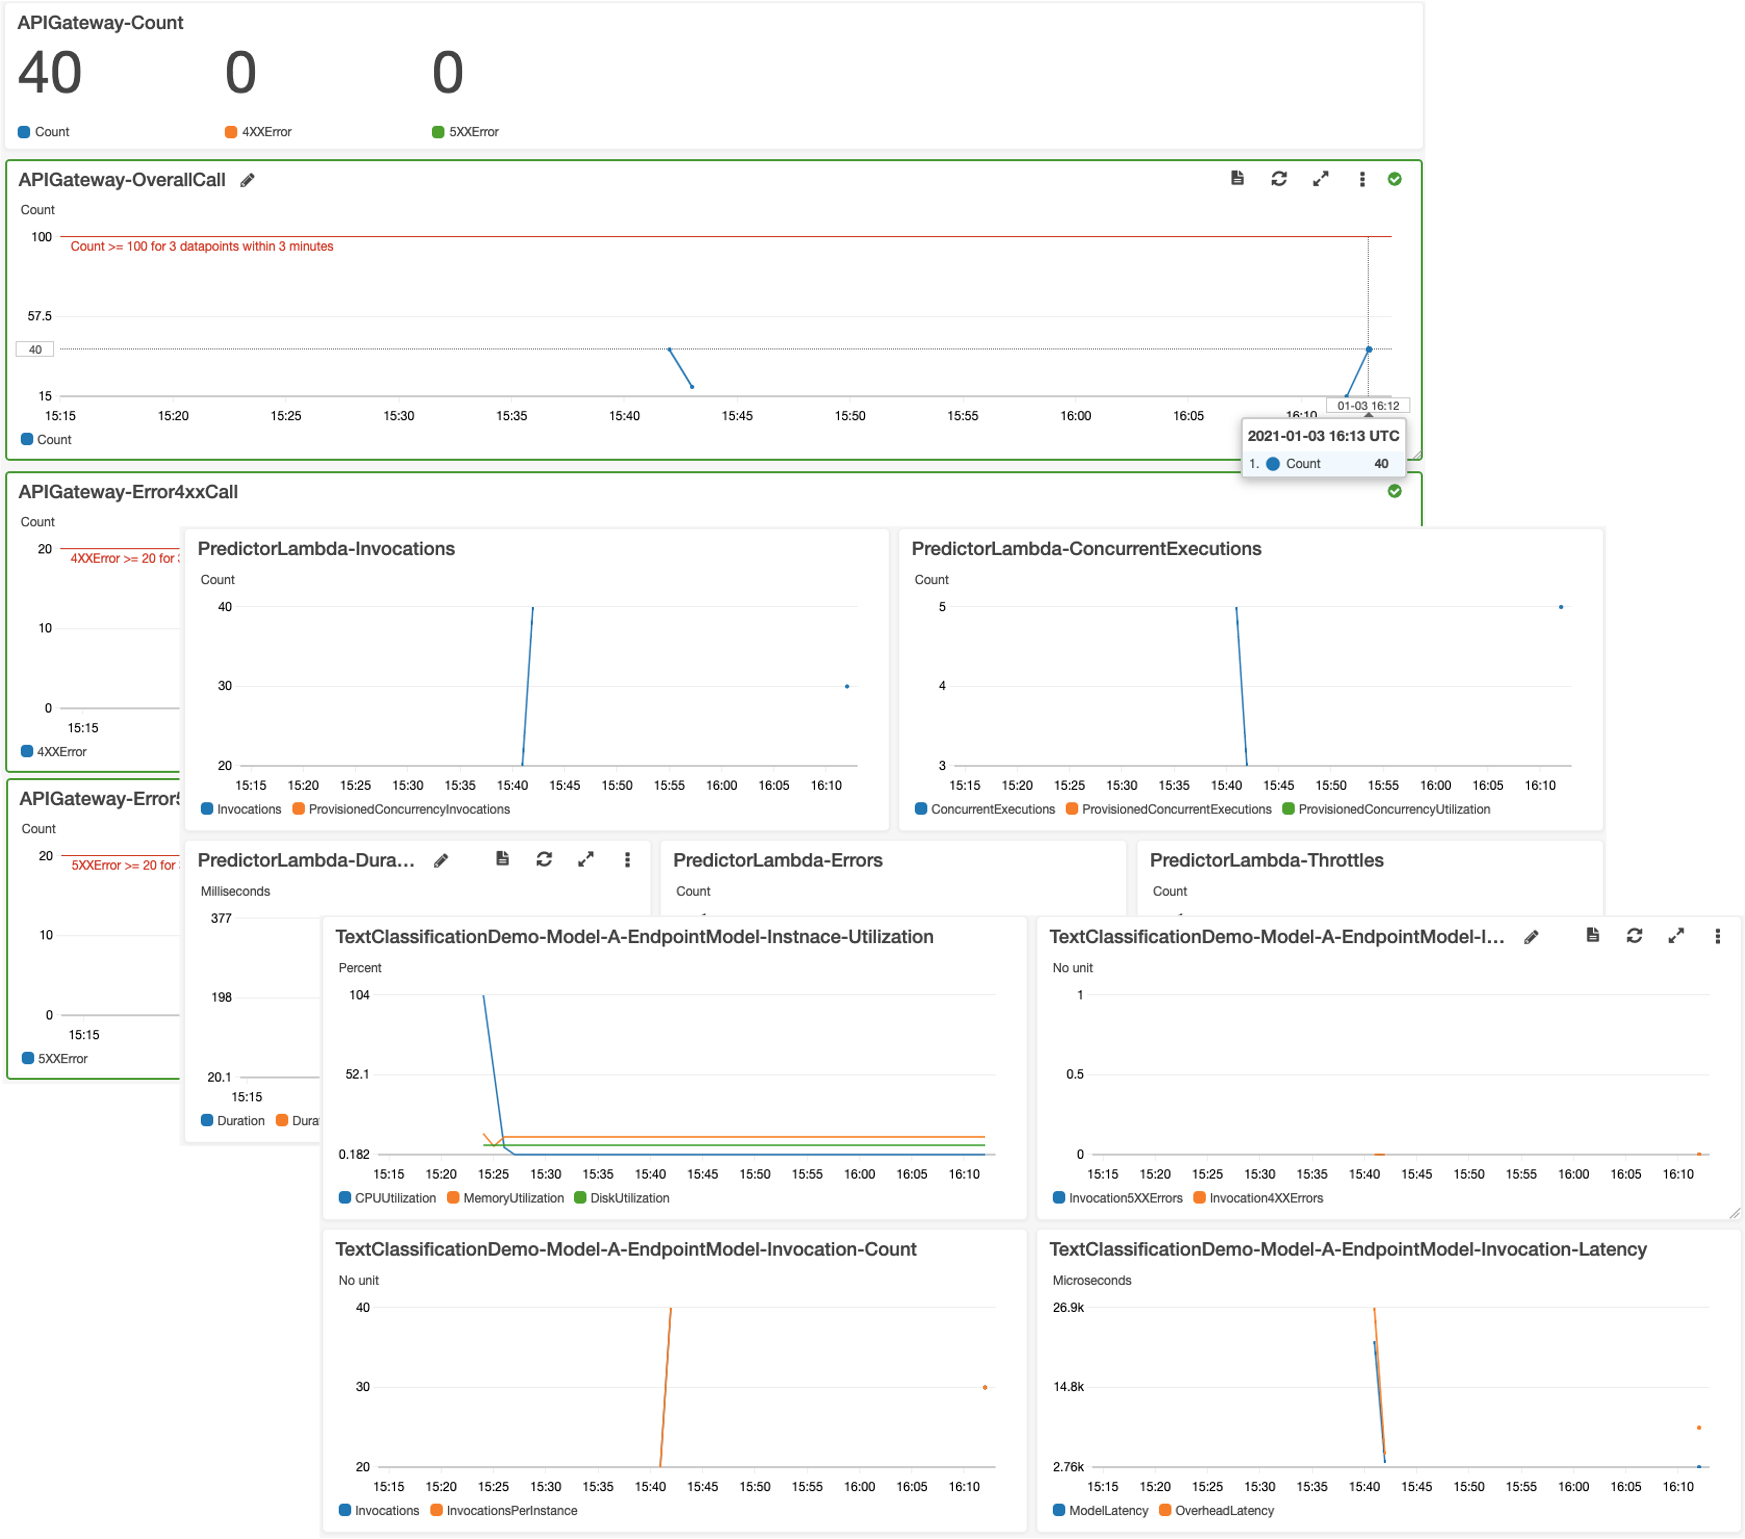 APIGateway-Count
40 0 0
Count 4XXError 5XXError
APIGateway-OverallCall
Count
100
Count >= 100 for 3 datapoints within 3 minutes
57.5
40
15
15:15 15:20 15:25 15:30 15:35 15:40 15:45 15:50 15:55 16:00 16:05 16:10
01-03 16:12
Count
2021-01-03 16:13 UTC
1. Count 40
APIGateway-Error4xxCall
Count
20
4XXError >= 20 for
10
0
15:15
4XXError
APIGateway-Error5
Count
20
5XXError >= 20 for
10
0
15:15
5XXError
PredictorLambda-Invocations
Count
40
30
20
15:15 15:20 15:25 15:30 15:35 15:40 15:45 15:50 15:55 16:00 16:05 16:10
Invocations ProvisionedConcurrencyInvocations
PredictorLambda-ConcurrentExecutions
Count
5
4
3
15:15 15:20 15:25 15:30 15:35 15:40 15:45 15:50 15:55 16:00 16:05 16:10
ConcurrentExecutions ProvisionedConcurrentExecutions ProvisionedConcurrencyUtilization
PredictorLambda-Dura...
Milliseconds
377
198
20.1
15:15
Duration Dura
PredictorLambda-Errors
Count
PredictorLambda-Throttles
Count
TextClassificationDemo-Model-A-EndpointModel-Instnace-Utilization
Percent
104
52.1
0.182
15:15 15:20 15:25 15:30 15:35 15:40 15:45 15:50 15:55 16:00 16:05 16:10
CPUUtilization MemoryUtilization DiskUtilization
TextClassificationDemo-Model-A-EndpointModel-I...
No unit
1
0.5
0
15:15 15:20 15:25 15:30 15:35 15:40 15:45 15:50 15:55 16:00 16:05 16:10
Invocation5XXErrors Invocation4XXErrors
TextClassificationDemo-Model-A-EndpointModel-Invocation-Count
No unit
40
30
20
15:15 15:20 15:25 15:30 15:35 15:40 15:45 15:50 15:55 16:00 16:05 16:10
Invocations InvocationsPerInstance
TextClassificationDemo-Model-A-EndpointModel-Invocation-Latency
Microseconds
26.9k
14.8k
2.76k
15:15 15:20 15:25 15:30 15:35 15:40 15:45 15:50 15:55 16:00 16:05 16:10
ModelLatency OverheadLatency